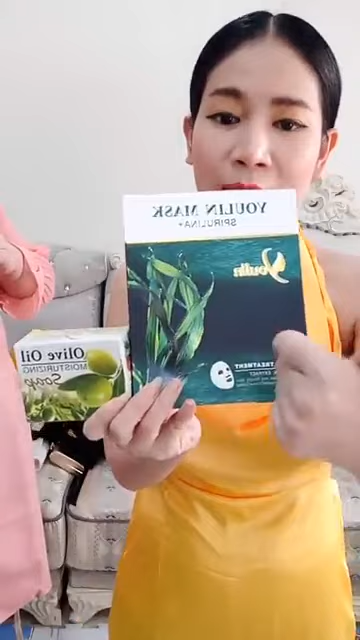 YOULIN MASK
SPIRULINA+
Youlin
TREATMENT
Olive Oil
MOISTURIZING
Soap